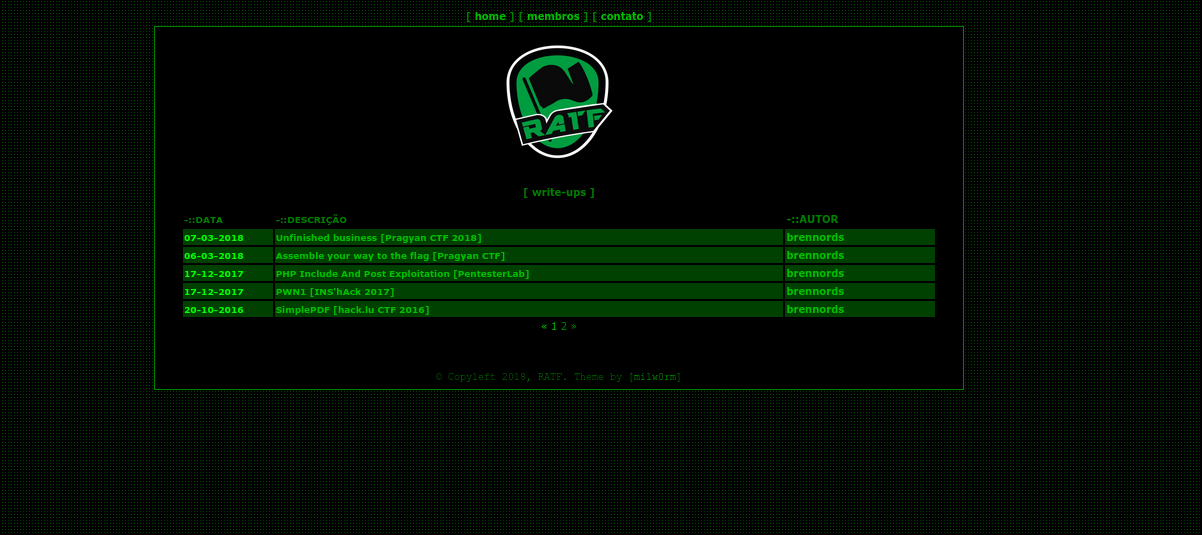 [ home ] [ membros ] [ contato ]
RATF
[ write-ups ]
-::DATA -::DESCRIÇÃO -::AUTOR
07-03-2018 Unfinished business [Pragyan CTF 2018] brennords
06-03-2018 Assemble your way to the flag [Pragyan CTF] brennords
17-12-2017 PHP Include And Post Exploitation [PentesterLab] brennords
17-12-2017 PWN1 [INS'hAck 2017] brennords
20-10-2016 SimplePDF [hack.lu CTF 2016] brennords
« 1 2 »
© Copyleft 2018, RATF. Theme by [milw0rm]